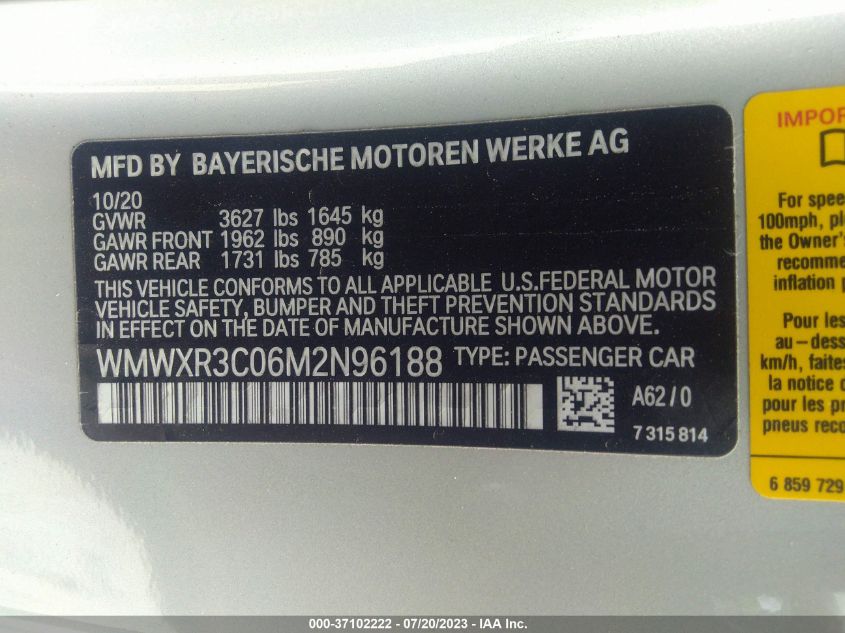 MFD BY BAYERISCHE MOTOREN WERKE AG
10/20
GVWR 3627 lbs 1645 kg
GAWR FRONT 1962 lbs 890 kg
GAWR REAR 1731 lbs 785 kg
THIS VEHICLE CONFORMS TO ALL APPLICABLE U.S.FEDERAL MOTOR
VEHICLE SAFETY, BUMPER AND THEFT PREVENTION STANDARDS
IN EFFECT ON THE DATE OF MANUFACTURE SHOWN ABOVE.
WMWXR3C06M2N96188 TYPE: PASSENGER CAR
A62/0
7 315 814
IMPOR
For spee
100mph, pl
the Owner's
recomme
inflation p
Pour les
au-dess
km/h, faites
la notice
pour les pr
pneus reco
6 859 729
000-37102222 - 07/20/2023 - IAA Inc.